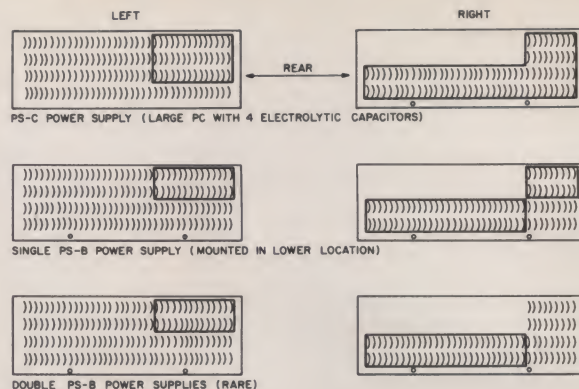 LEFT
RIGHT
REAR
PS-C POWER SUPPLY (LARGE PC WITH 4 ELECTROLYTIC CAPACITORS)
SINGLE PS-B POWER SUPPLY (MOUNTED IN LOWER LOCATION)
DOUBLE PS-B POWER SUPPLIES (RARE)